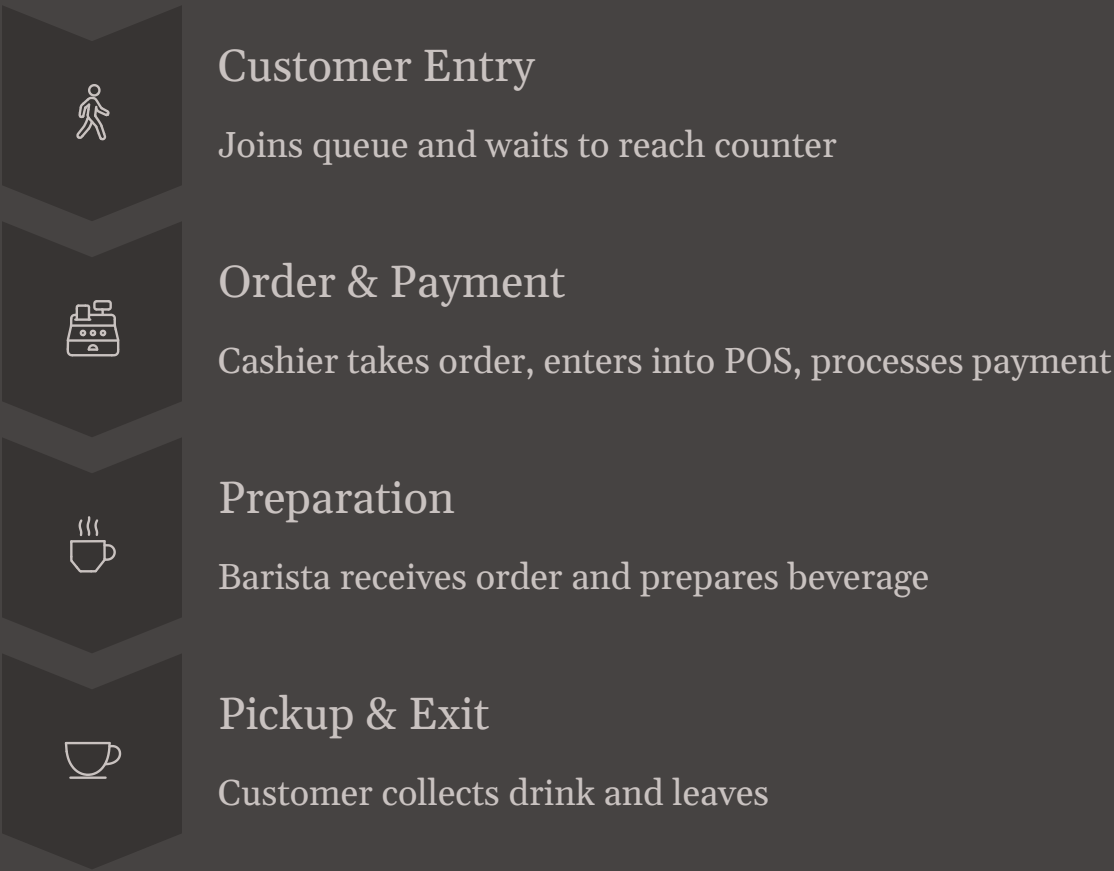 Customer Entry
Joins queue and waits to reach counter
Order & Payment
Cashier takes order, enters into POS, processes payment
Preparation
Barista receives order and prepares beverage
Pickup & Exit
Customer collects drink and leaves